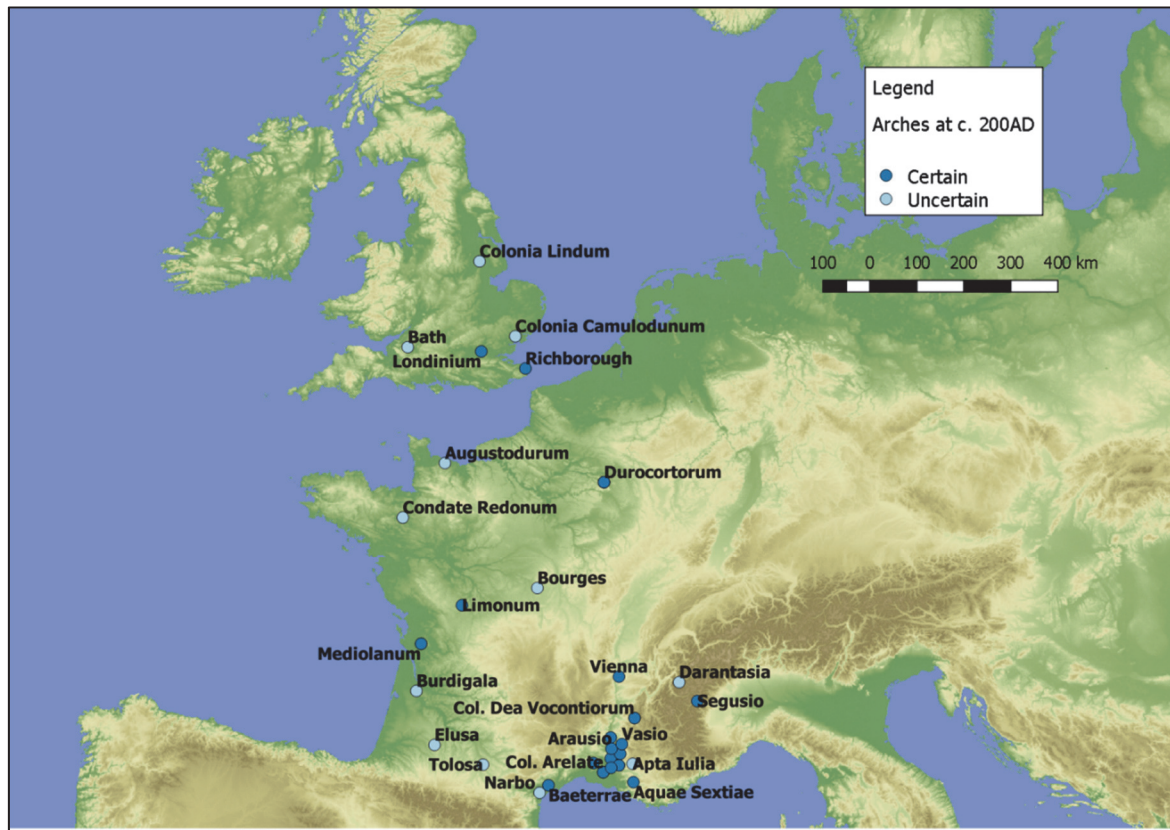 Legend
Arches at c. 200AD
Certain
Uncertain
100 0 100 200 300 400 km
Colonia Lindum
Colonia Camulodunum
Bath
Londinium
Richborough
Augustodurum
Durocortorum
Condate Redonum
Bourges
Limonum
Mediolanum
Vienna
Darantasia
Burdigala
Segusio
Col. Dea Vocontiorum
Elusa
Arausio
Vasio
Tolosa
Col. Arelate
Apta Iulia
Narbo
Baeterrae
Aquae Sextiae